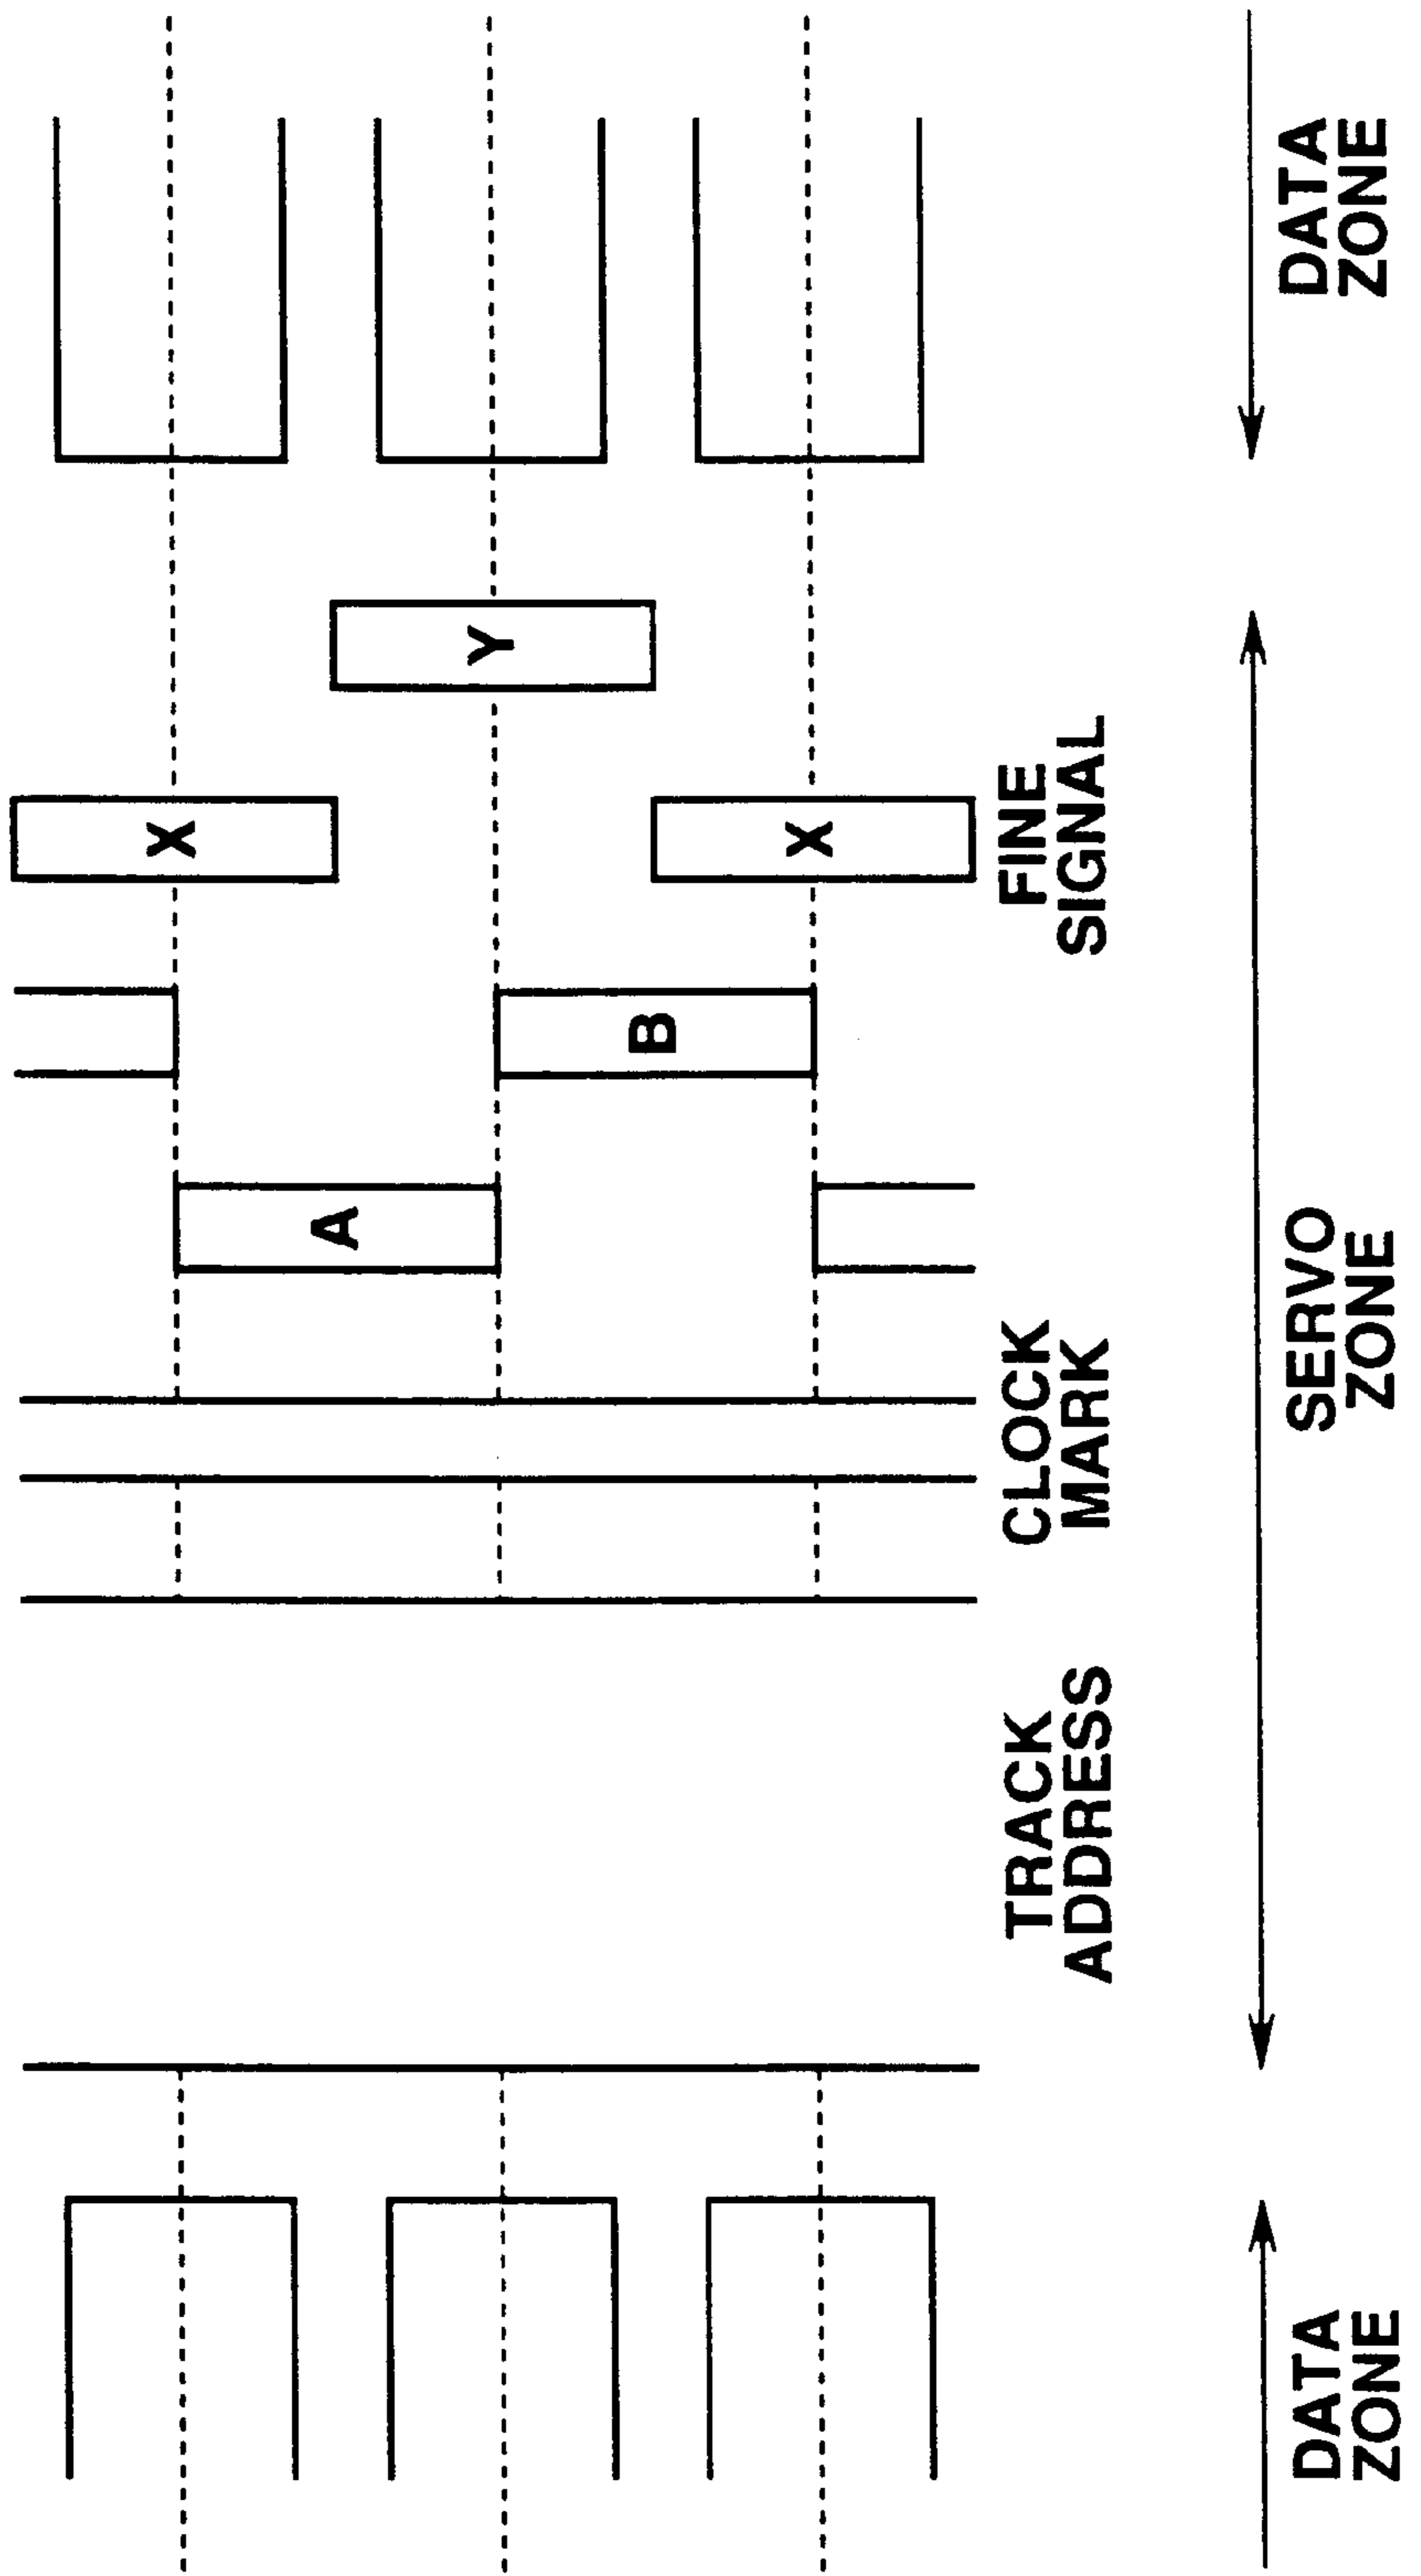 X
A
Y
B
X
TRACK
ADDRESS
CLOCK
MARK
FINE
SIGNAL
DATA
ZONE
SERVO
ZONE
DATA
ZONE